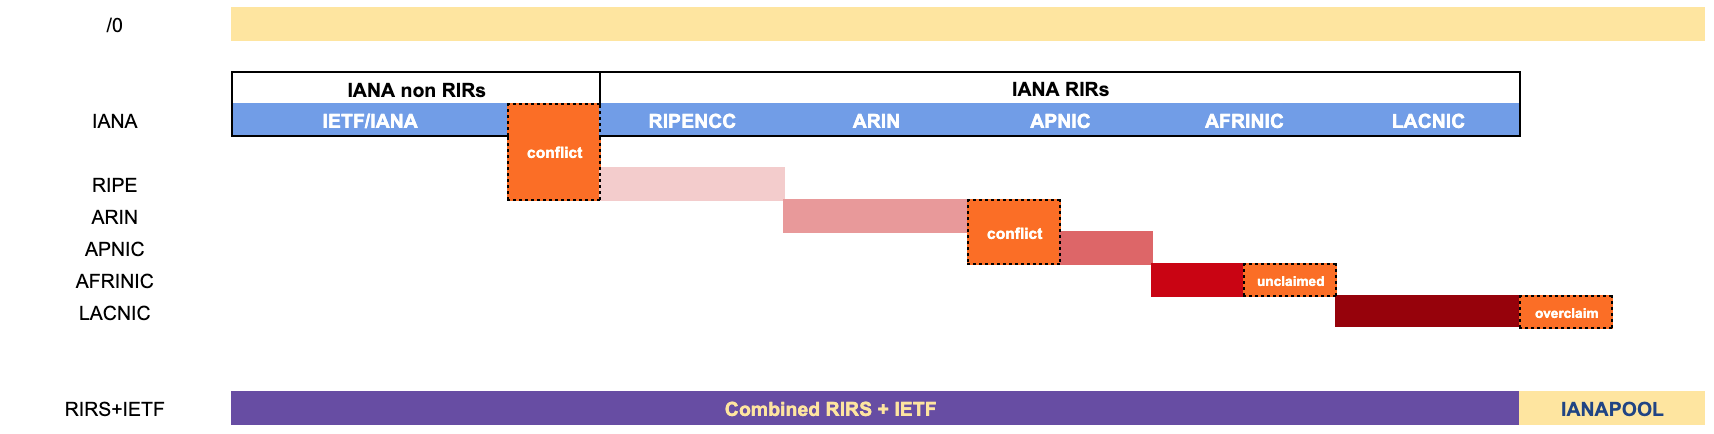 /0
IANA non RIRs
IANA RIRs
IANA
IETF/IANA
RIPENCC
ARIN
APNIC
AFRINIC
LACNIC
conflict
RIPE
ARIN
conflict
APNIC
AFRINIC
unclaimed
LACNIC
overclaim
RIRS+IETF
Combined RIRS + IETF
IANAPOOL